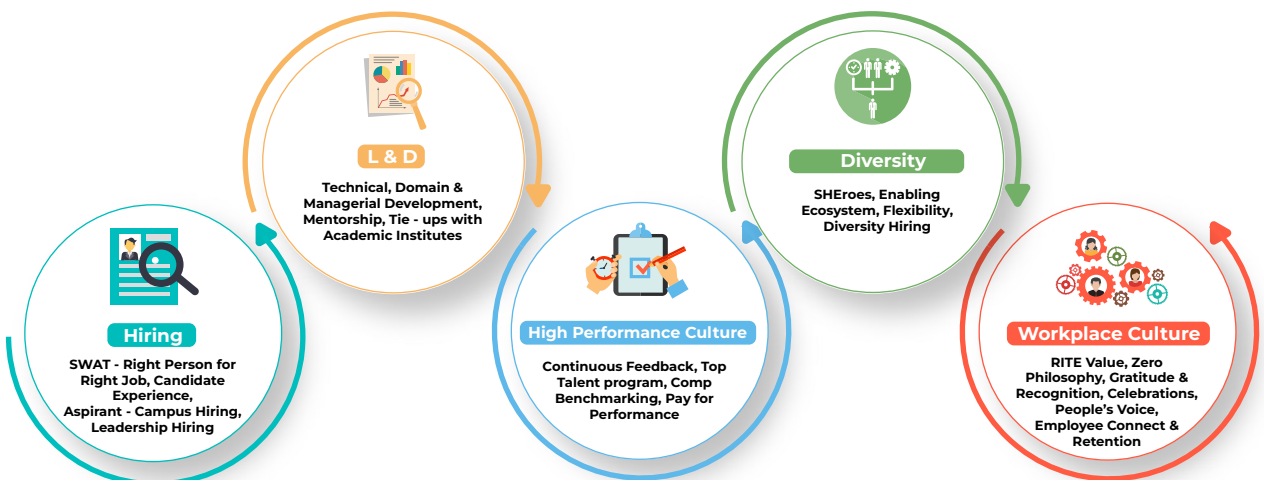 Hiring
SWAT - Right Person for
Right Job, Candidate
Experience,
Aspirant - Campus Hiring,
Leadership Hiring
L & D
Technical, Domain &
Managerial Development,
Mentorship, Tie - ups with
Academic Institutes
High Performance Culture
Continuous Feedback, Top
Talent program, Comp
Benchmarking, Pay for
Performance
Diversity
SHEroes, Enabling
Ecosystem, Flexibility,
Diversity Hiring
Workplace Culture
RITE Value, Zero
Philosophy, Gratitude &
Recognition, Celebrations,
People’s Voice,
Employee Connect &
Retention